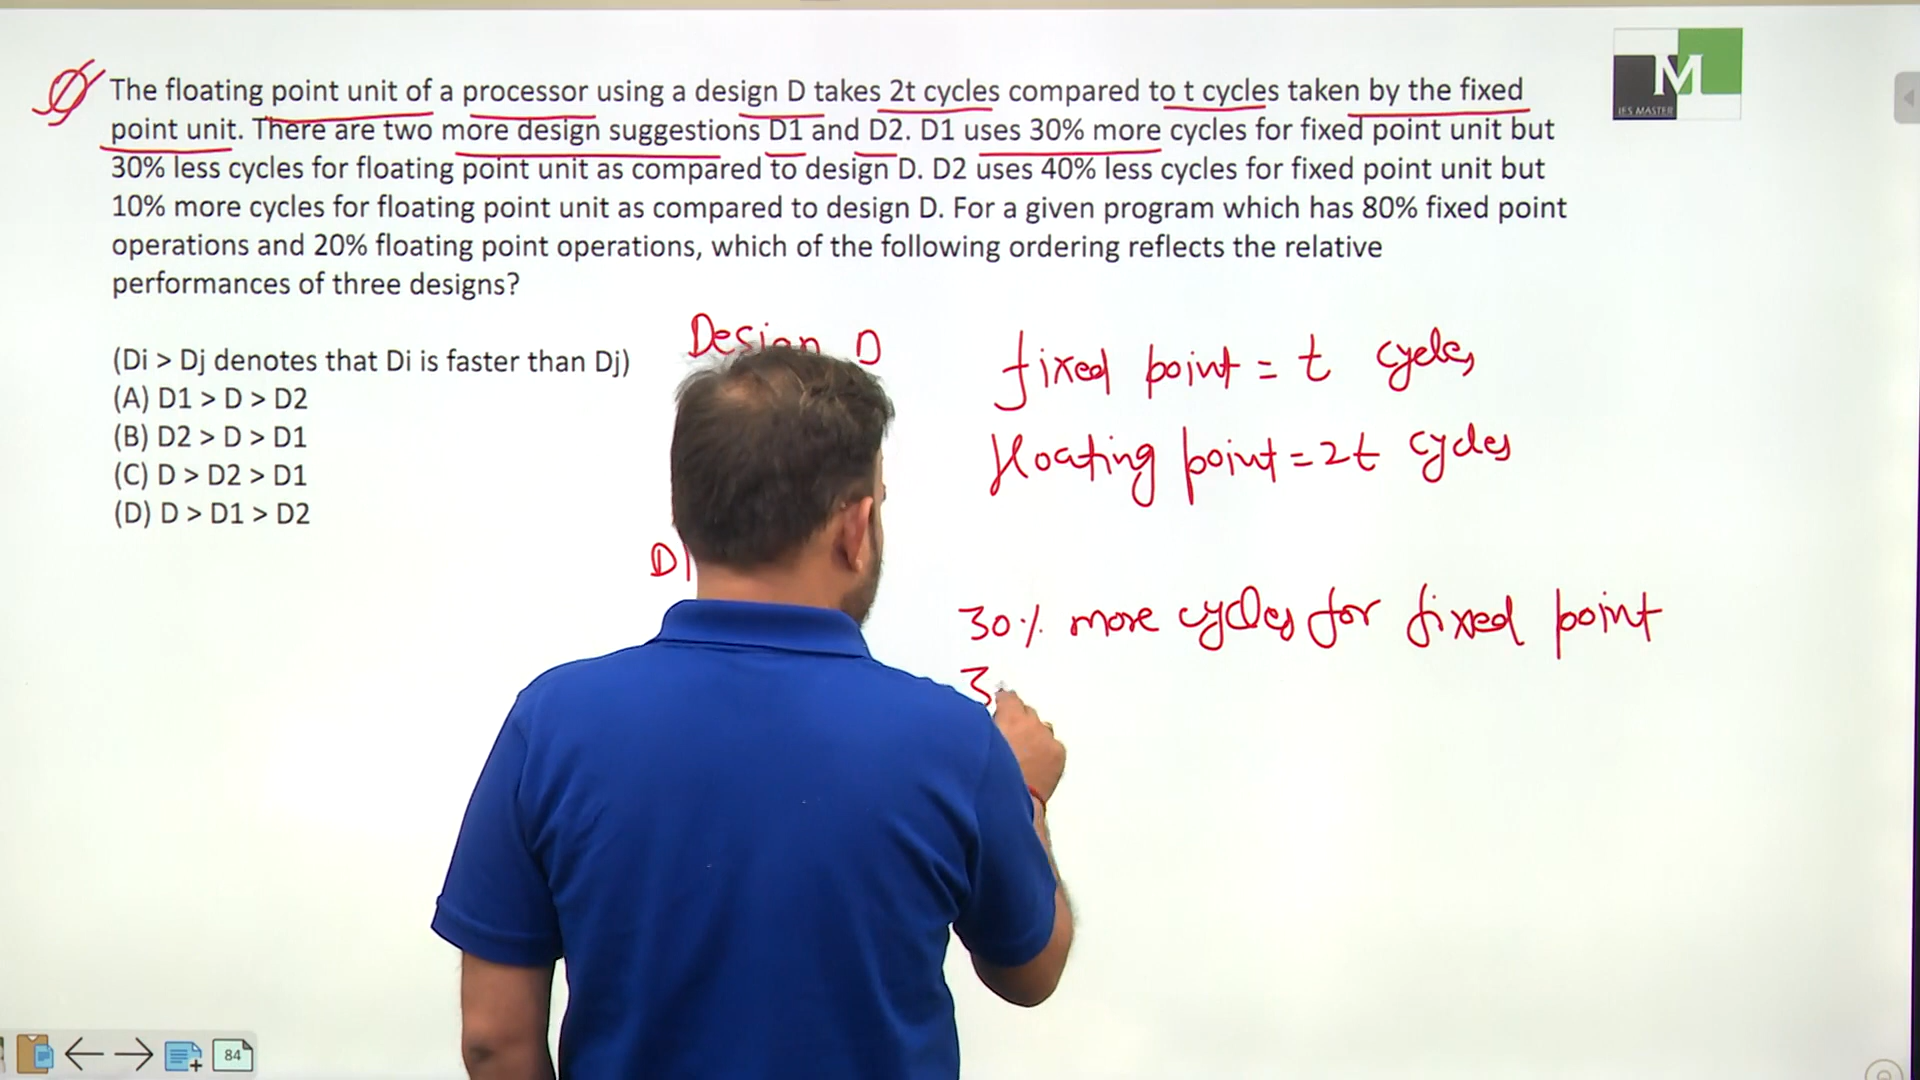 The floating point unit of a processor using a design D takes 2t cycles compared to t cycles taken by the fixed
point unit. There are two more design suggestions D1 and D2. D1 uses 30% more cycles for fixed point unit but
30% less cycles for floating point unit as compared to design D. D2 uses 40% less cycles for fixed point unit but
10% more cycles for floating point unit as compared to design D. For a given program which has 80% fixed point
operations and 20% floating point operations, which of the following ordering reflects the relative
performances of three designs?
(Di > Dj denotes that Di is faster than Dj)
(A) D1 > D > D2
(B) D2 > D > D1
(C) D > D2 > D1
(D) D > D1 > D2
Design D
fixed point = t cycles
floating point = 2t cycles
D1
30% more cycles for fixed point
3
M
IES MASTER
84